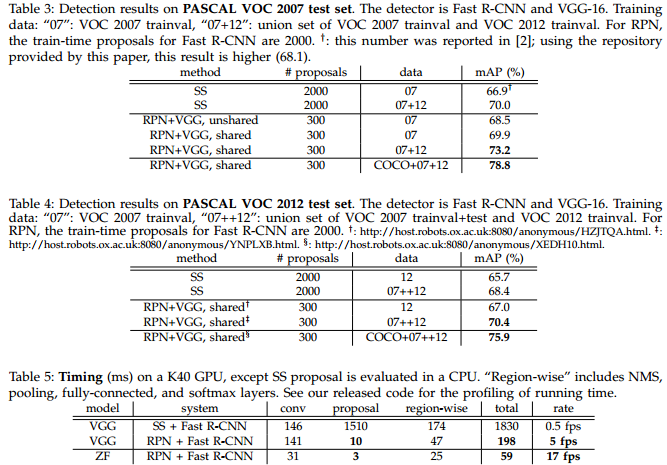 Table 3: Detection results on PASCAL VOC 2007 test set. The detector is Fast R-CNN and VGG-16. Training
data: “07”: VOC 2007 trainval, “07+12”: union set of VOC 2007 trainval and VOC 2012 trainval. For RPN,
the train-time proposals for Fast R-CNN are 2000. †: this number was reported in [2]; using the repository
provided by this paper, this result is higher (68.1).
method # proposals data mAP (%)
SS 2000 07 66.9†
SS 2000 07+12 70.0
RPN+VGG, unshared 300 07 68.5
RPN+VGG, shared 300 07 69.9
RPN+VGG, shared 300 07+12 73.2
RPN+VGG, shared 300 COCO+07+12 78.8
Table 4: Detection results on PASCAL VOC 2012 test set. The detector is Fast R-CNN and VGG-16. Training
data: “07”: VOC 2007 trainval, “07++12”: union set of VOC 2007 trainval+test and VOC 2012 trainval. For
RPN, the train-time proposals for Fast R-CNN are 2000. †: http://host.robots.ox.ac.uk:8080/anonymous/HZJTQA.html. ‡:
http://host.robots.ox.ac.uk:8080/anonymous/YNPLXB.html. §: http://host.robots.ox.ac.uk:8080/anonymous/XEDH10.html.
method # proposals data mAP (%)
SS 2000 12 65.7
SS 2000 07++12 68.4
RPN+VGG, shared† 300 12 67.0
RPN+VGG, shared‡ 300 07++12 70.4
RPN+VGG, shared§ 300 COCO+07++12 75.9
Table 5: Timing (ms) on a K40 GPU, except SS proposal is evaluated in a CPU. “Region-wise” includes NMS,
pooling, fully-connected, and softmax layers. See our released code for the profiling of running time.
model system conv proposal region-wise total rate
VGG SS + Fast R-CNN 146 1510 174 1830 0.5 fps
VGG RPN + Fast R-CNN 141 10 47 198 5 fps
ZF RPN + Fast R-CNN 31 3 25 59 17 fps